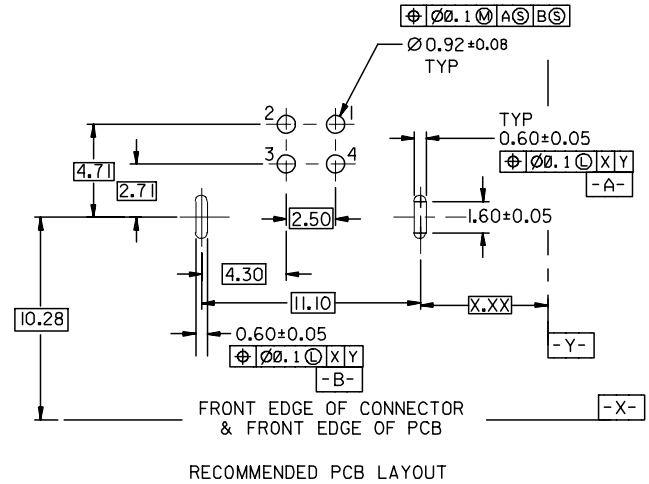 ⌖ Ø0.1 Ⓜ A Ⓢ B Ⓢ
Ø 0.92 ±0.08
TYP
2 1
3 4
TYP
0.60±0.05
⌖ Ø0.1 Ⓛ X Y
-A-
4.71
2.71
2.50
1.60±0.05
4.30
11.10
X.XX
10.28
0.60±0.05
⌖ Ø0.1 Ⓛ X Y
-B-
-Y-
-X-
FRONT EDGE OF CONNECTOR
& FRONT EDGE OF PCB
RECOMMENDED PCB LAYOUT